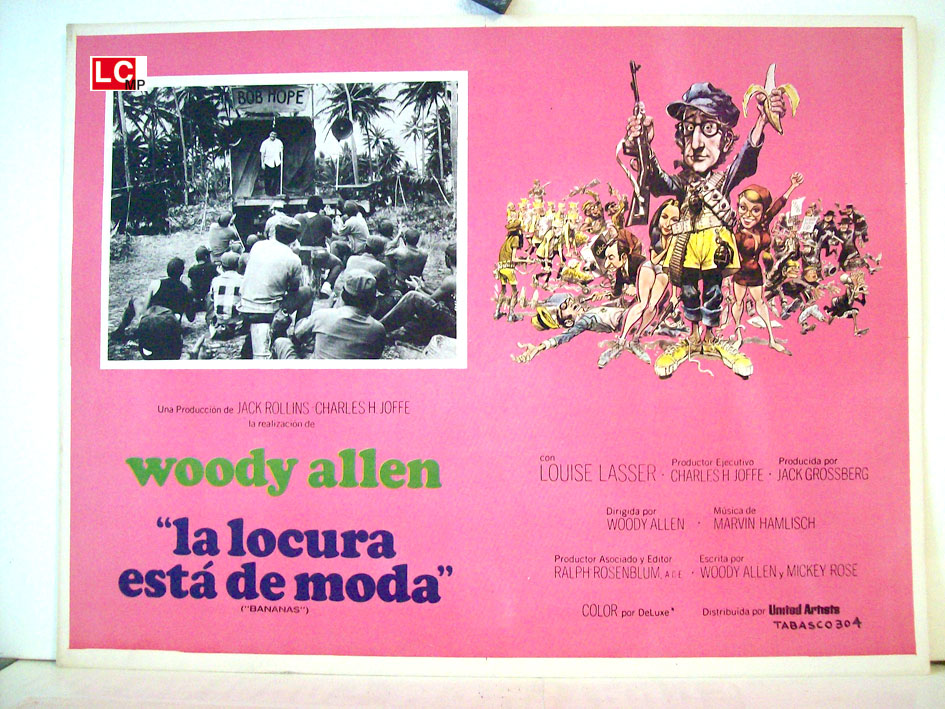 LC
MP
BOB HOPE
Una Producción de JACK ROLLINS · CHARLES H. JOFFE
la realización de
woody allen
"la locura
está de moda"
("BANANAS")
con
LOUISE LASSER ·
Productor Ejecutivo
CHARLES H. JOFFE ·
Producida por
JACK GROSSBERG
Dirigida por
WOODY ALLEN ·
Música de
MARVIN HAMLISCH
Productor Asociado y Editor
RALPH ROSENBLUM, A.C.E. ·
Escrita por
WOODY ALLEN y MICKEY ROSE
COLOR por DeLuxe*
Distribuida por United Artists
TABASCO 304